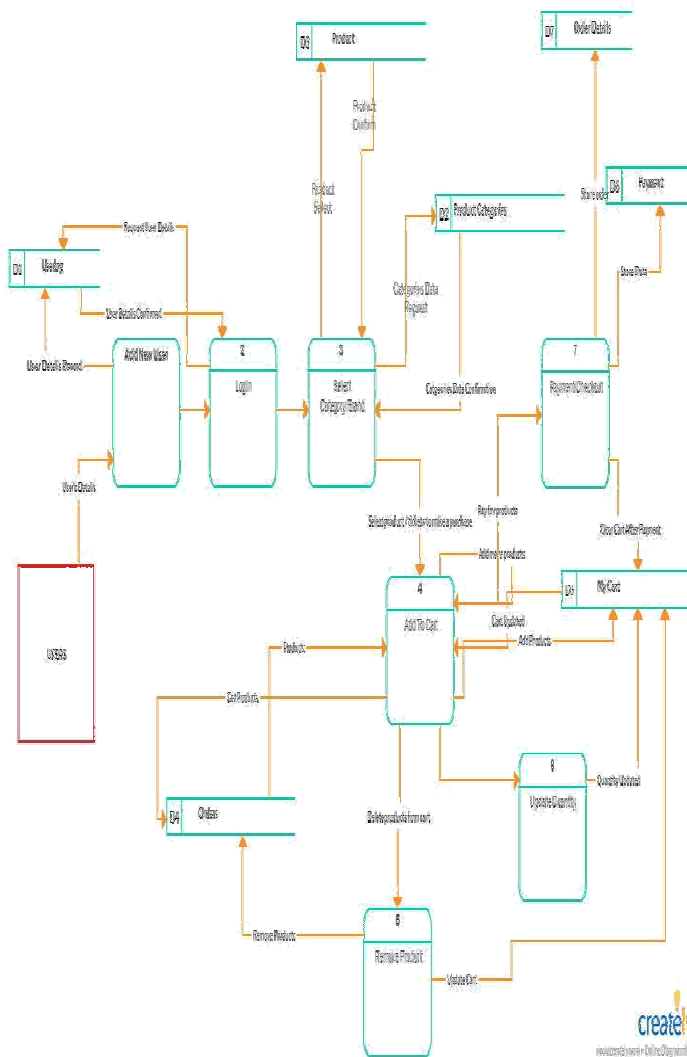 D3 Product
D7 Order Details
Product
Confirm
Product
Select
Store order
D6 Payment
Request User Details
D2 Product Categories
D1
Store Data
User Details Confirmed
Categories Data
Request
Add New User
2
3
7
User Details Record
Login
Select
Category/Event
Payment/Checkout
Categories Data Confirmation
Users Details
Pay for products
Select product / tickets to make a purchase
Clear Cart After Payment
Add more products
4
My Cart
USERS
Add To Cart
Cart Updated
Add Products
Products
Get Products
Quantity Updated
Update Quantity
D4 Orders
Delete products from cart
5
Remove Products
Remove Product
Update Cart
create